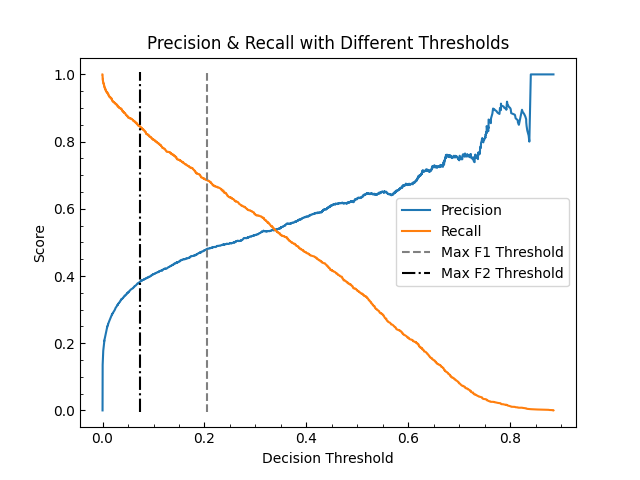 Precision & Recall with Different Thresholds
1.0
0.8
0.6
0.4
0.2
0.0
Score
Precision
Recall
Max F1 Threshold
Max F2 Threshold
0.0 0.2 0.4 0.6 0.8
Decision Threshold